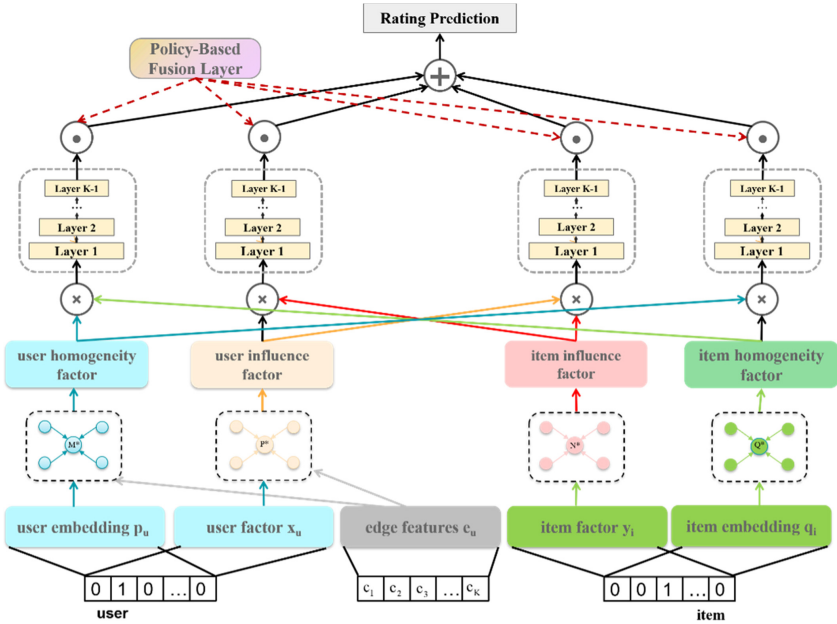 Rating Prediction
Policy-Based
Fusion Layer
Layer K-1
...
Layer 2
Layer 1
Layer K-1
...
Layer 2
Layer 1
Layer K-1
...
Layer 2
Layer 1
Layer K-1
...
Layer 2
Layer 1
user homogeneity
factor
user influence
factor
item influence
factor
item homogeneity
factor
M*
P*
N*
Q*
user embedding pᵤ
user factor xᵤ
edge features eᵤ
item factor yᵢ
item embedding qᵢ
0 1 0 ... 0
c₁ c₂ c₃ ... cK
0 0 1 ... 0
user
item